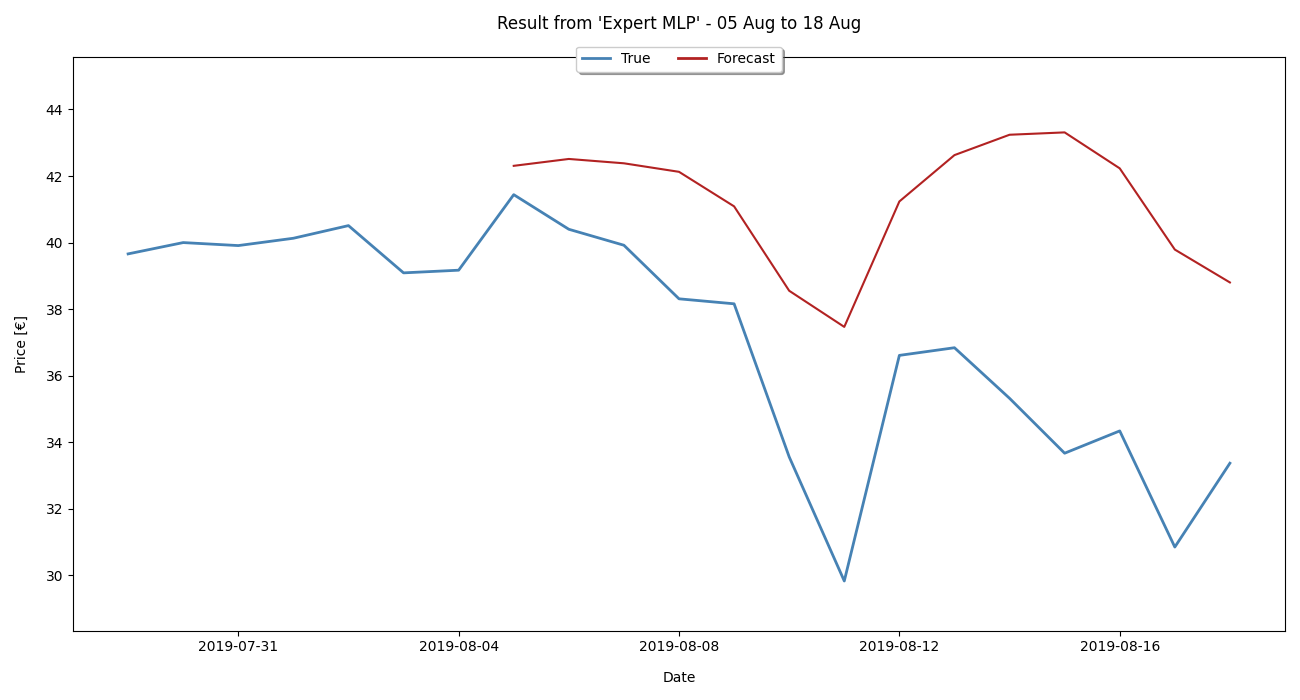 Result from 'Expert MLP' - 05 Aug to 18 Aug
True Forecast
44
42
40
38
36
34
32
30
Price [€]
2019-07-31 2019-08-04 2019-08-08 2019-08-12 2019-08-16
Date